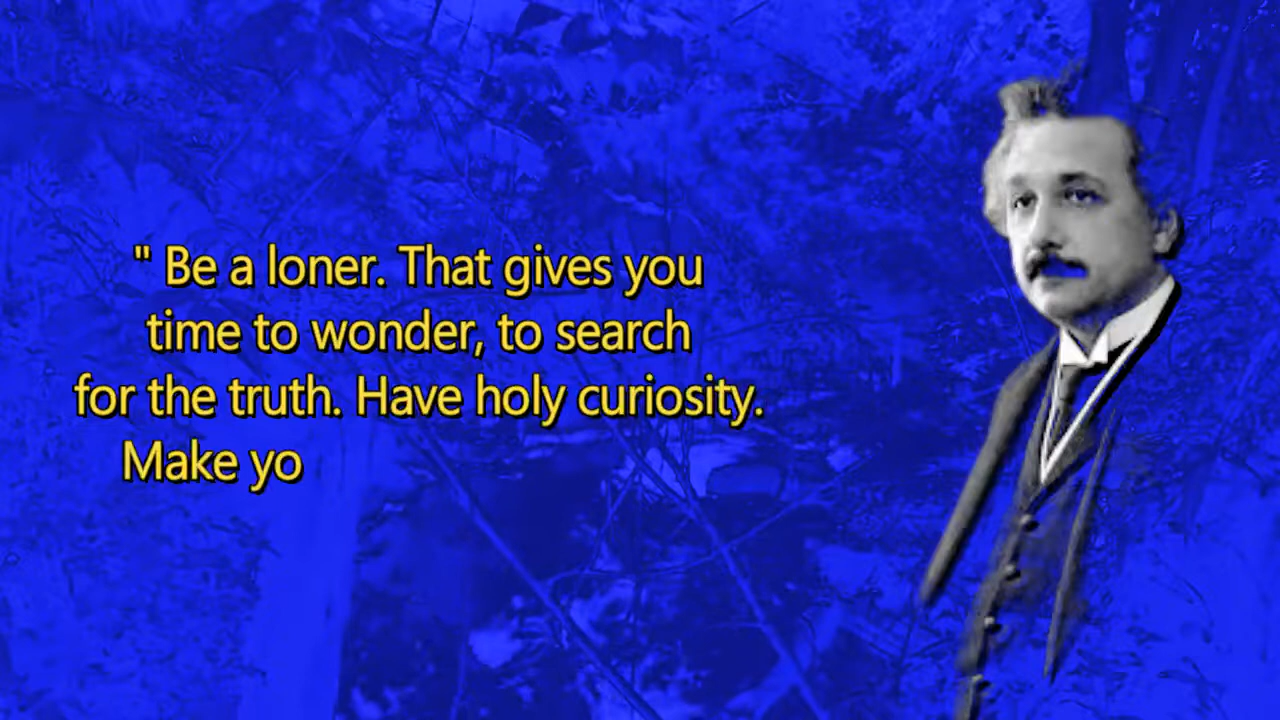 " Be a loner. That gives you
time to wonder, to search
for the truth. Have holy curiosity.
Make yo